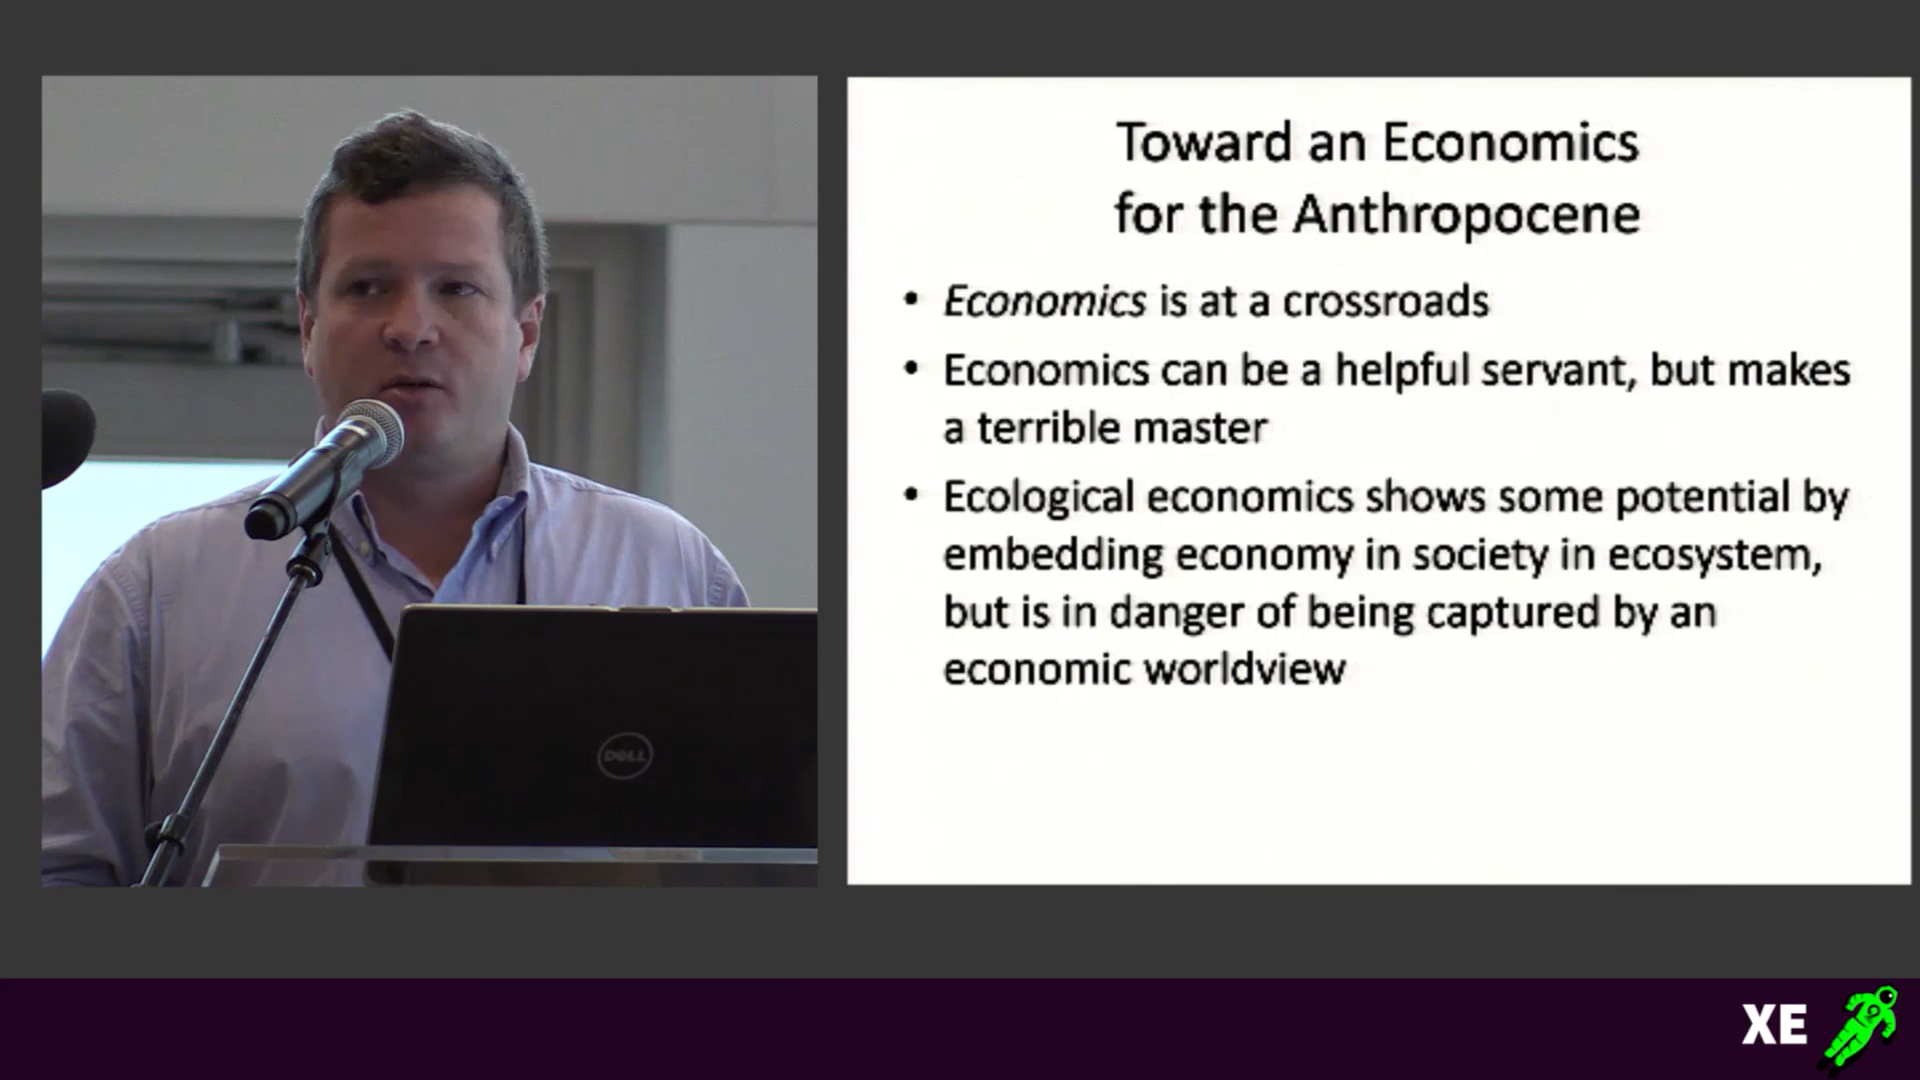 Toward an Economics
for the Anthropocene
• Economics is at a crossroads
• Economics can be a helpful servant, but makes
a terrible master
• Ecological economics shows some potential by
embedding economy in society in ecosystem,
but is in danger of being captured by an
economic worldview
DELL
XE